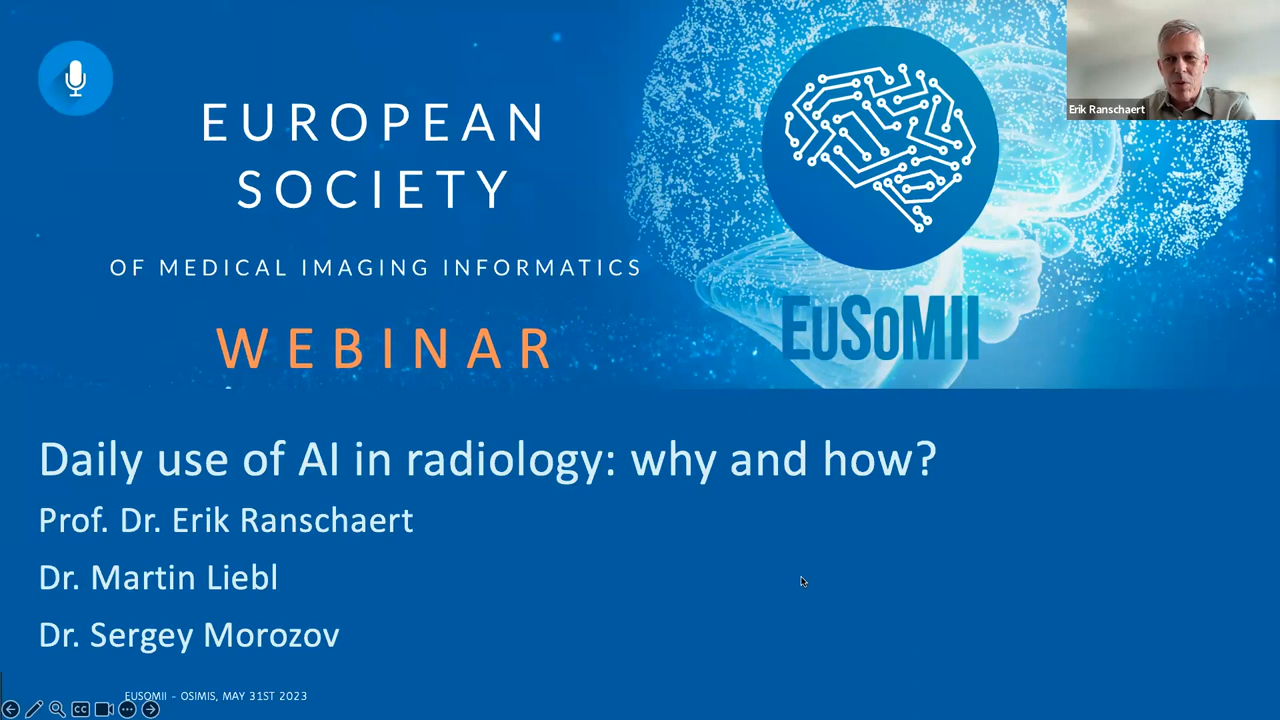 EUROPEAN
SOCIETY
OF MEDICAL IMAGING INFORMATICS
WEBINAR
EuSoMII
Erik Ranschaert
Daily use of AI in radiology: why and how?
Prof. Dr. Erik Ranschaert
Dr. Martin Liebl
Dr. Sergey Morozov
EUSOMII - OSIMIS, MAY 31ST 2023
CC